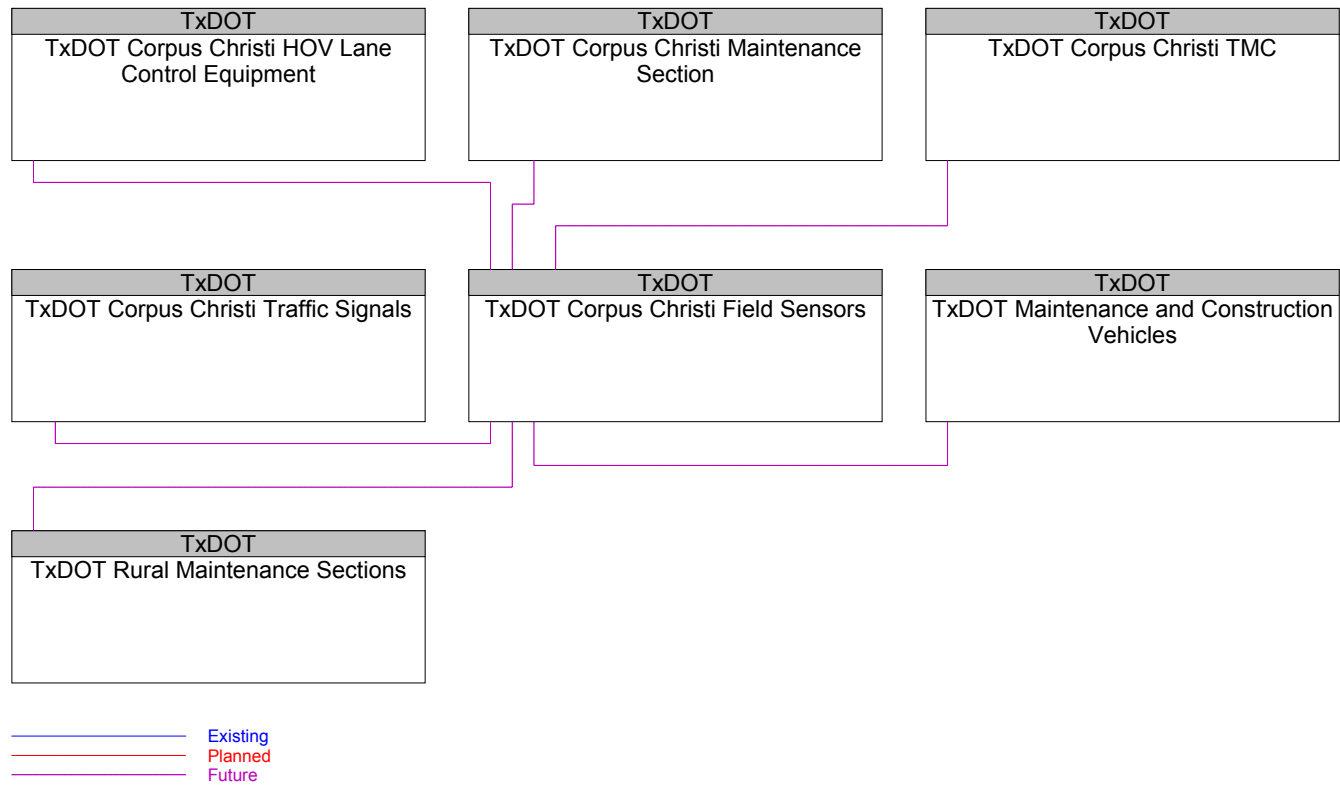 TxDOT
TxDOT Corpus Christi HOV Lane
Control Equipment
TxDOT
TxDOT Corpus Christi Maintenance
Section
TxDOT
TxDOT Corpus Christi TMC
TxDOT
TxDOT Corpus Christi Traffic Signals
TxDOT
TxDOT Corpus Christi Field Sensors
TxDOT
TxDOT Maintenance and Construction
Vehicles
TxDOT
TxDOT Rural Maintenance Sections
Existing
Planned
Future